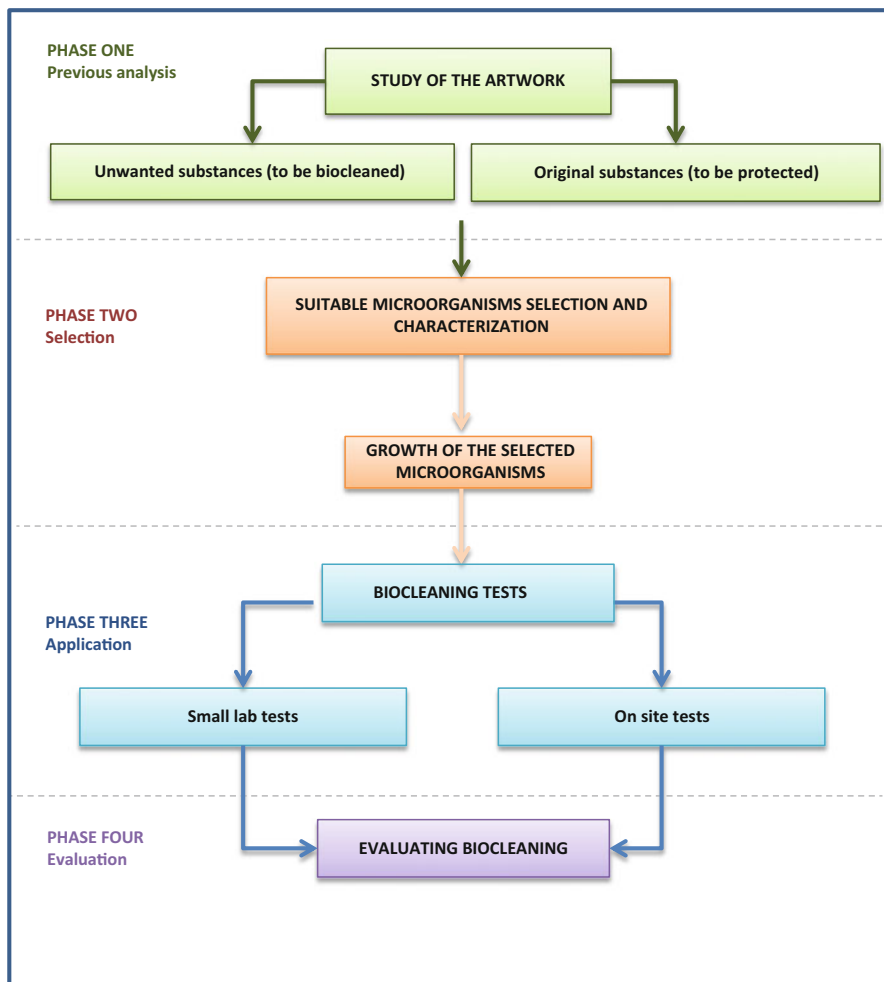 PHASE ONE
Previous analysis
STUDY OF THE ARTWORK
Unwanted substances (to be biocleaned)
Original substances (to be protected)
PHASE TWO
Selection
SUITABLE MICROORGANISMS SELECTION AND
CHARACTERIZATION
GROWTH OF THE SELECTED
MICROORGANISMS
PHASE THREE
Application
BIOCLEANING TESTS
Small lab tests
On site tests
PHASE FOUR
Evaluation
EVALUATING BIOCLEANING